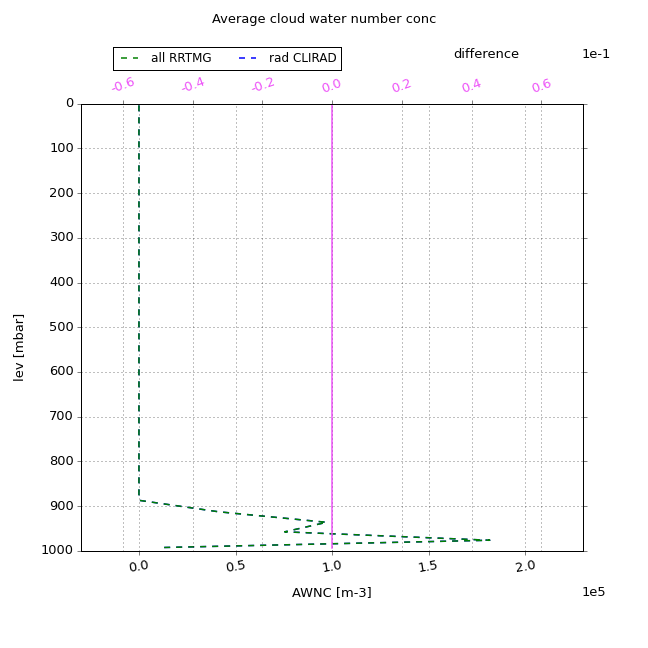 Average cloud water number conc
all RRTMG rad CLIRAD difference 1e-1
-0.6 -0.4 -0.2 0.0 0.2 0.4 0.6
0
100
200
300
400
500
600
700
800
900
1000
lev [mbar]
0.0 0.5 1.0 1.5 2.0
AWNC [m-3] 1e5